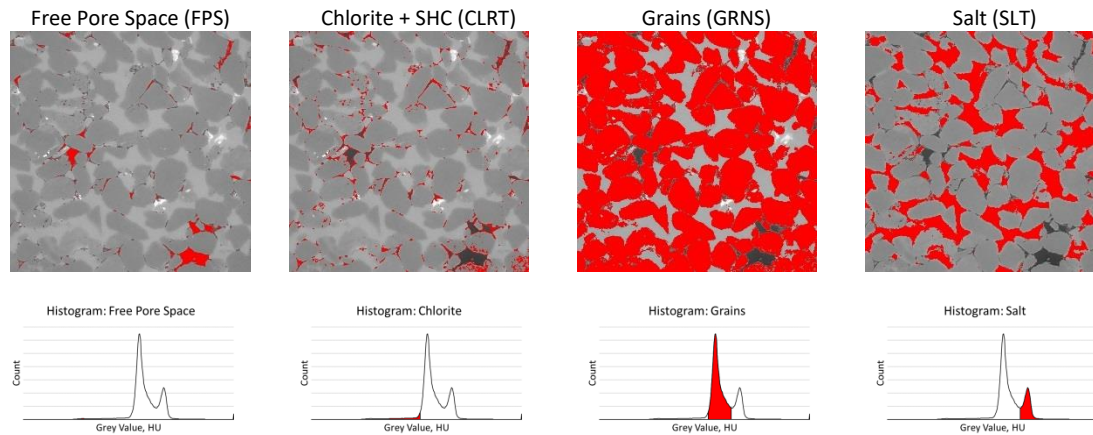 Free Pore Space (FPS)
Chlorite + SHC (CLRT)
Grains (GRNS)
Salt (SLT)
Histogram: Free Pore Space
Histogram: Chlorite
Histogram: Grains
Histogram: Salt
Count
Count
Count
Count
Grey Value, HU
Grey Value, HU
Grey Value, HU
Grey Value, HU